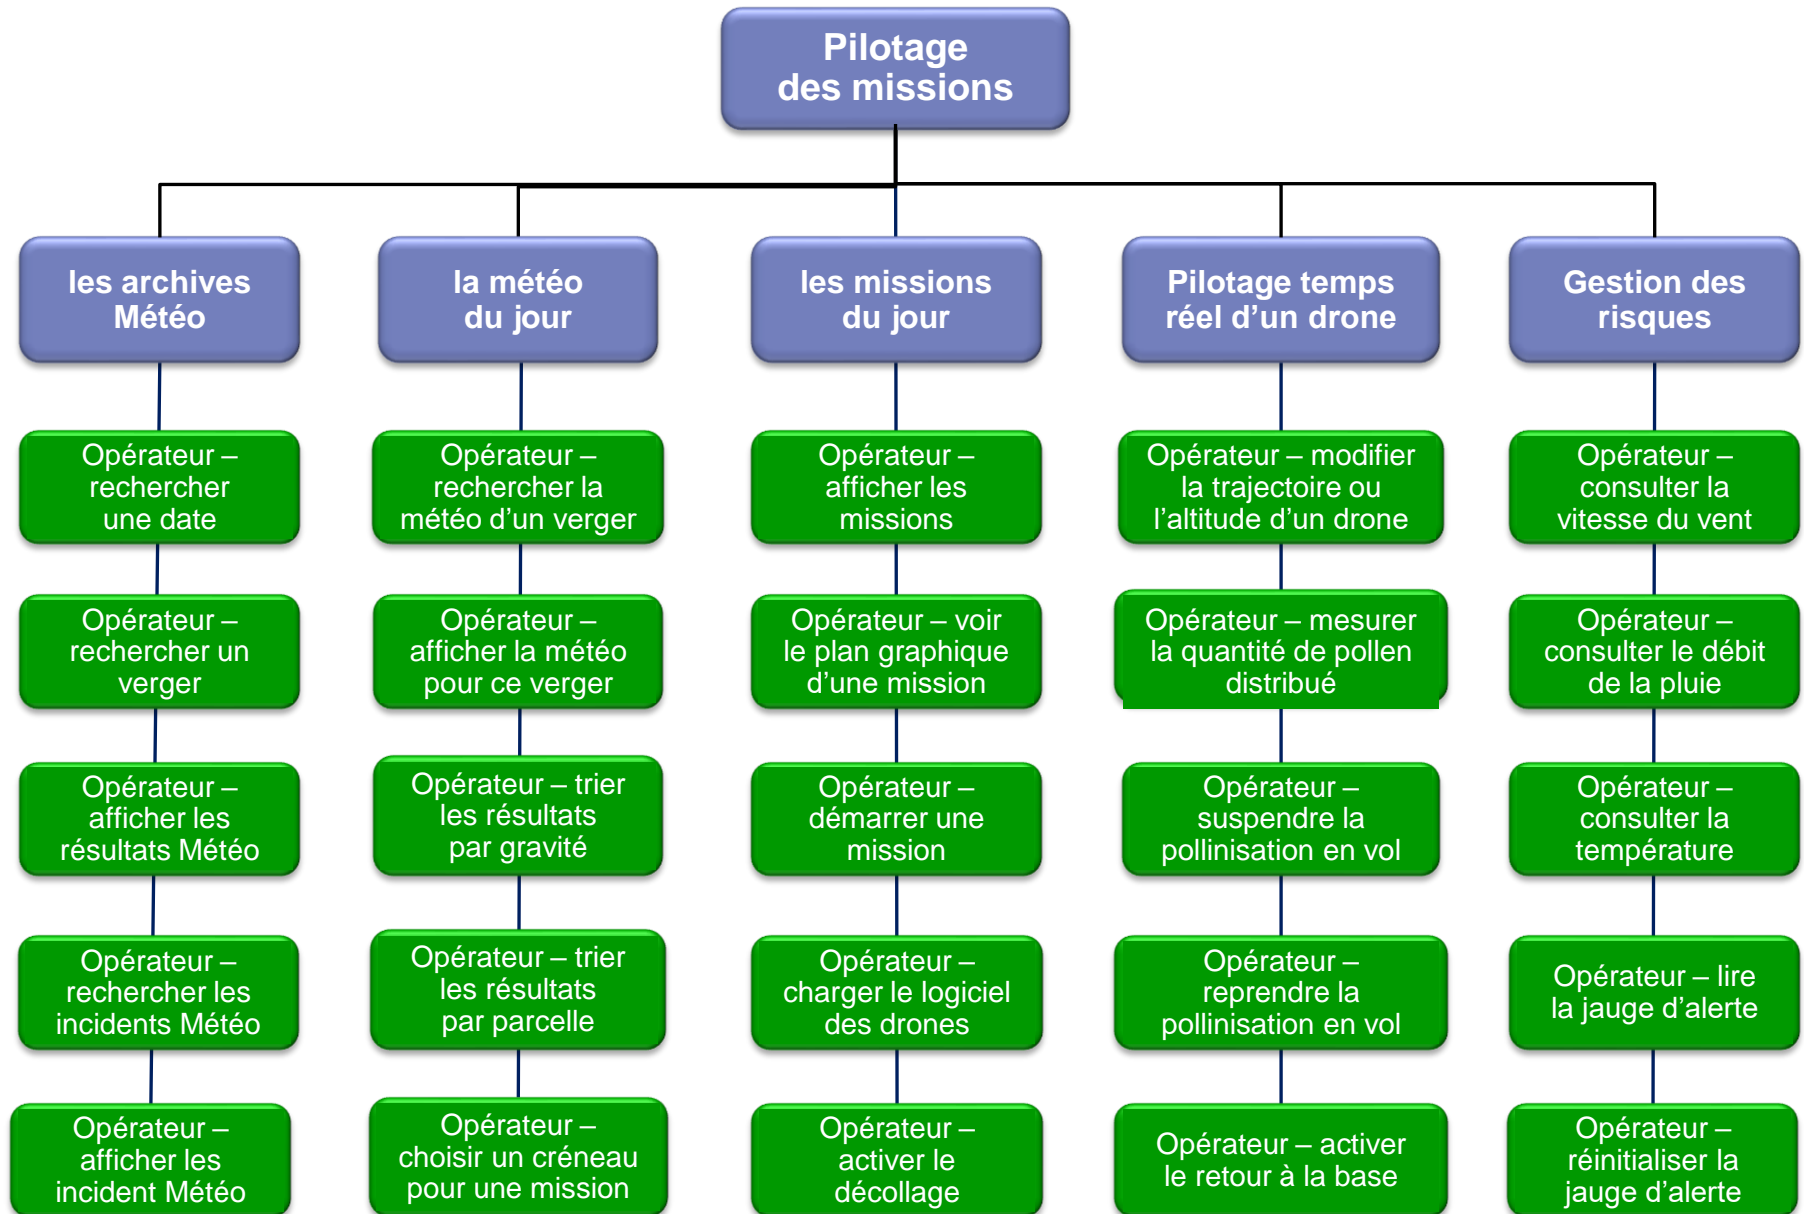 Pilotage
des missions
les archives
Météo
la météo
du jour
les missions
du jour
Pilotage temps
réel d’un drone
Gestion des
risques
Opérateur –
rechercher
une date
Opérateur –
rechercher la
météo d’un verger
Opérateur –
afficher les
missions
Opérateur – modifier
la trajectoire ou
l’altitude d’un drone
Opérateur –
consulter la
vitesse du vent
Opérateur –
rechercher un
verger
Opérateur –
afficher la météo
pour ce verger
Opérateur – voir
le plan graphique
d’une mission
Opérateur – mesurer
la quantité de pollen
distribué
Opérateur –
consulter le débit
de la pluie
Opérateur –
afficher les
résultats Météo
Opérateur – trier
les résultats
par gravité
Opérateur –
démarrer une
mission
Opérateur –
suspendre la
pollinisation en vol
Opérateur –
consulter la
température
Opérateur –
rechercher les
incidents Météo
Opérateur – trier
les résultats
par parcelle
Opérateur –
charger le logiciel
des drones
Opérateur –
reprendre la
pollinisation en vol
Opérateur – lire
la jauge d’alerte
Opérateur –
afficher les
incident Météo
Opérateur –
choisir un créneau
pour une mission
Opérateur –
activer le
décollage
Opérateur – activer
le retour à la base
Opérateur –
réinitialiser la
jauge d’alerte